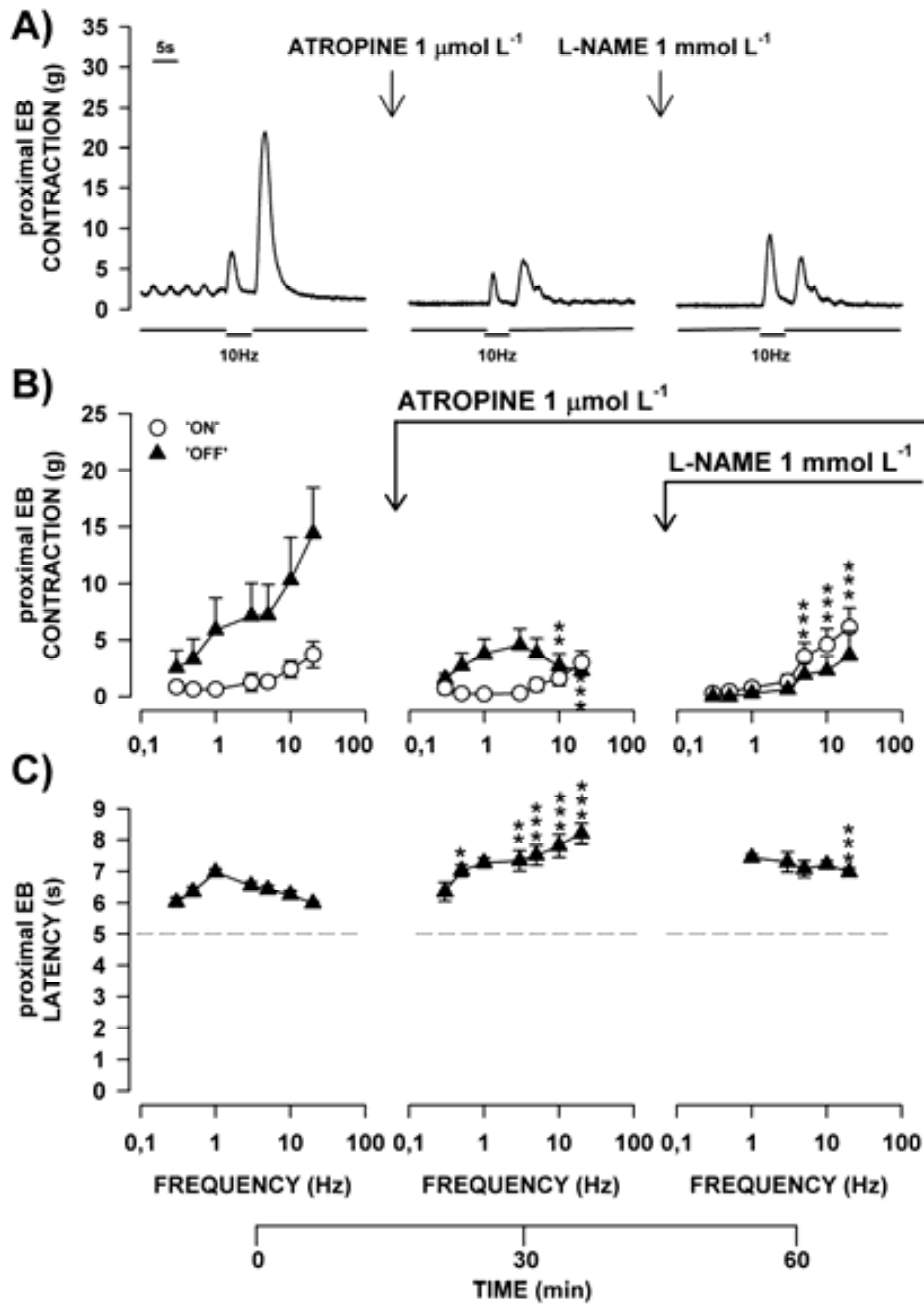 A)
proximal EB
CONTRACTION (g)
35
30
25
20
15
10
5
0
5s
ATROPINE 1 μmol L⁻¹
L-NAME 1 mmol L⁻¹
10Hz
10Hz
10Hz
B)
proximal EB
CONTRACTION (g)
25
20
15
10
5
0
"ON"
"OFF"
ATROPINE 1 μmol L⁻¹
L-NAME 1 mmol L⁻¹
**
***
***
***
***
0,1 1 10 100
0,1 1 10 100
0,1 1 10 100
C)
proximal EB
LATENCY (s)
9
8
7
6
5
4
3
2
1
0
*
**
***
***
***
***
0,1 1 10 100
0,1 1 10 100
0,1 1 10 100
FREQUENCY (Hz)
FREQUENCY (Hz)
FREQUENCY (Hz)
0
30
60
TIME (min)